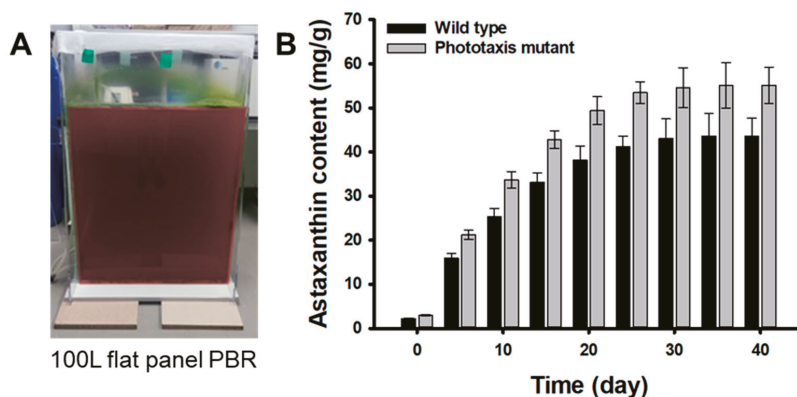 A
100L flat panel PBR
B
Wild type
Phototaxis mutant
Astaxanthin content (mg/g)
70
60
50
40
30
20
10
0
0 10 20 30 40
Time (day)